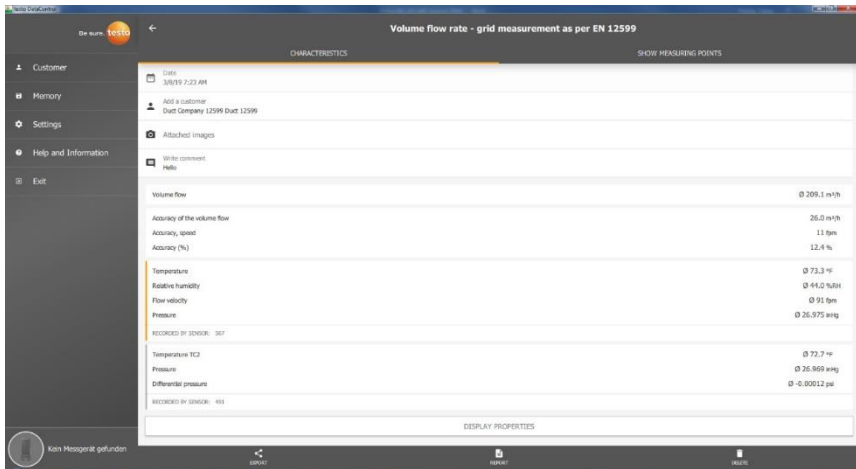 testo DataControl
Be sure. testo
Volume flow rate - grid measurement as per EN 12599
CHARACTERISTICS
SHOW MEASURING POINTS
Customer
Memory
Settings
Help and Information
Exit
Date
3/8/19 7:23 AM
Add a customer
Duct Company 12599 Duct 12599
Attached images
Write comment
Hello
Volume flow Ø 209.1 m³/h
Accuracy of the volume flow 26.0 m³/h
Accuracy, speed 11 fpm
Accuracy (%) 12.4 %
Temperature Ø 73.3 °F
Relative humidity Ø 44.0 %RH
Flow velocity Ø 91 fpm
Pressure Ø 26.975 inHg
RECORDED BY SENSOR: 567
Temperature TC2 Ø 72.7 °F
Pressure Ø 26.969 inHg
Differential pressure Ø -0.00012 psi
RECORDED BY SENSOR: 493
DISPLAY PROPERTIES
Kein Messgerät gefunden
EXPORT
REPORT
DELETE